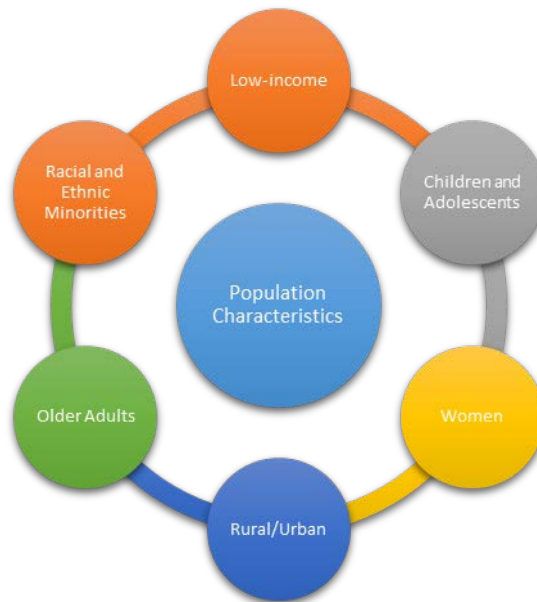 Low-income
Racial and
Ethnic
Minorities
Children and
Adolescents
Population
Characteristics
Older Adults
Women
Rural/Urban